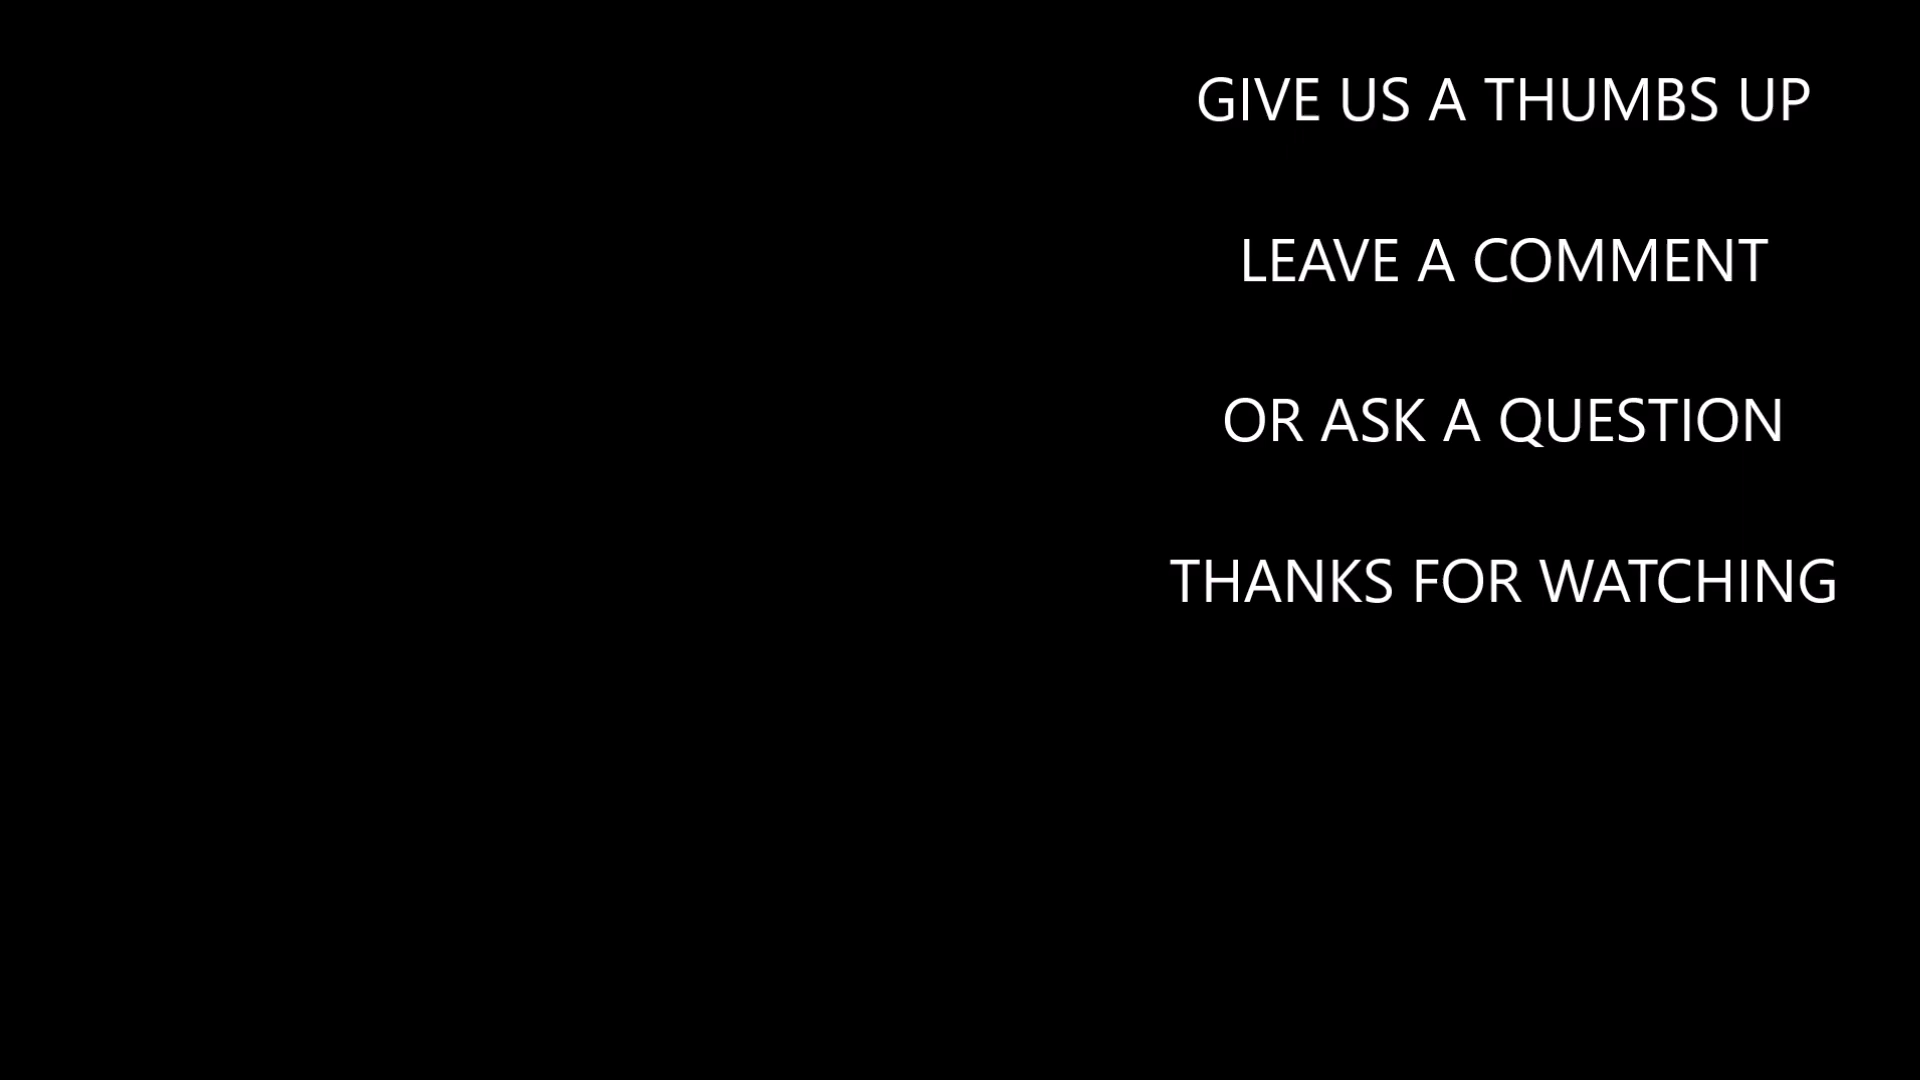 GIVE US A THUMBS UP
LEAVE A COMMENT
OR ASK A QUESTION
THANKS FOR WATCHING